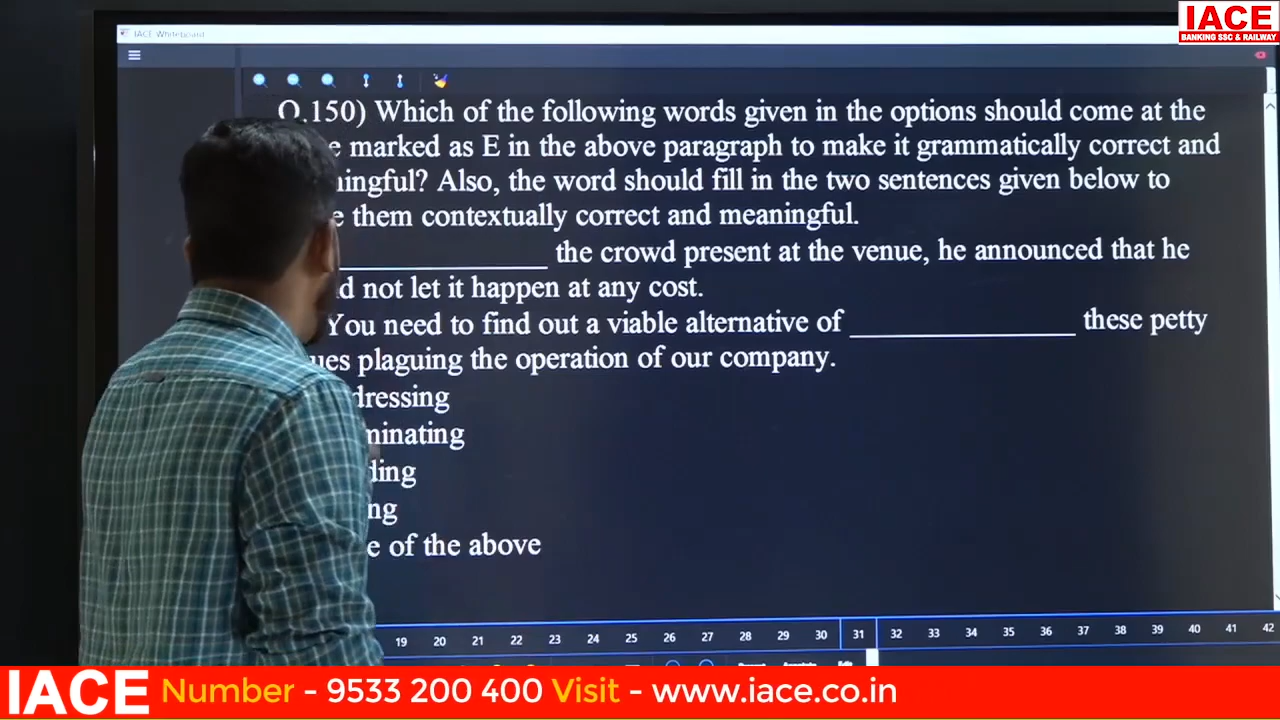 IACE
BANKING SSC & RAILWAY
IACE Whiteboard
Q.150) Which of the following words given in the options should come at the
marked as E in the above paragraph to make it grammatically correct and
Also, the word should fill in the two sentences given below to
them contextually correct and meaningful.
______ the crowd present at the venue, he announced that he
not let it happen at any cost.
You need to find out a viable alternative of ______ these petty
plaguing the operation of our company.
of the above
19 20 21 22 23 24 25 26 27 28 29 30 31 32 33 34 35 36 37 38 39 40 41 42
IACE Number - 9533 200 400 Visit - www.iace.co.in